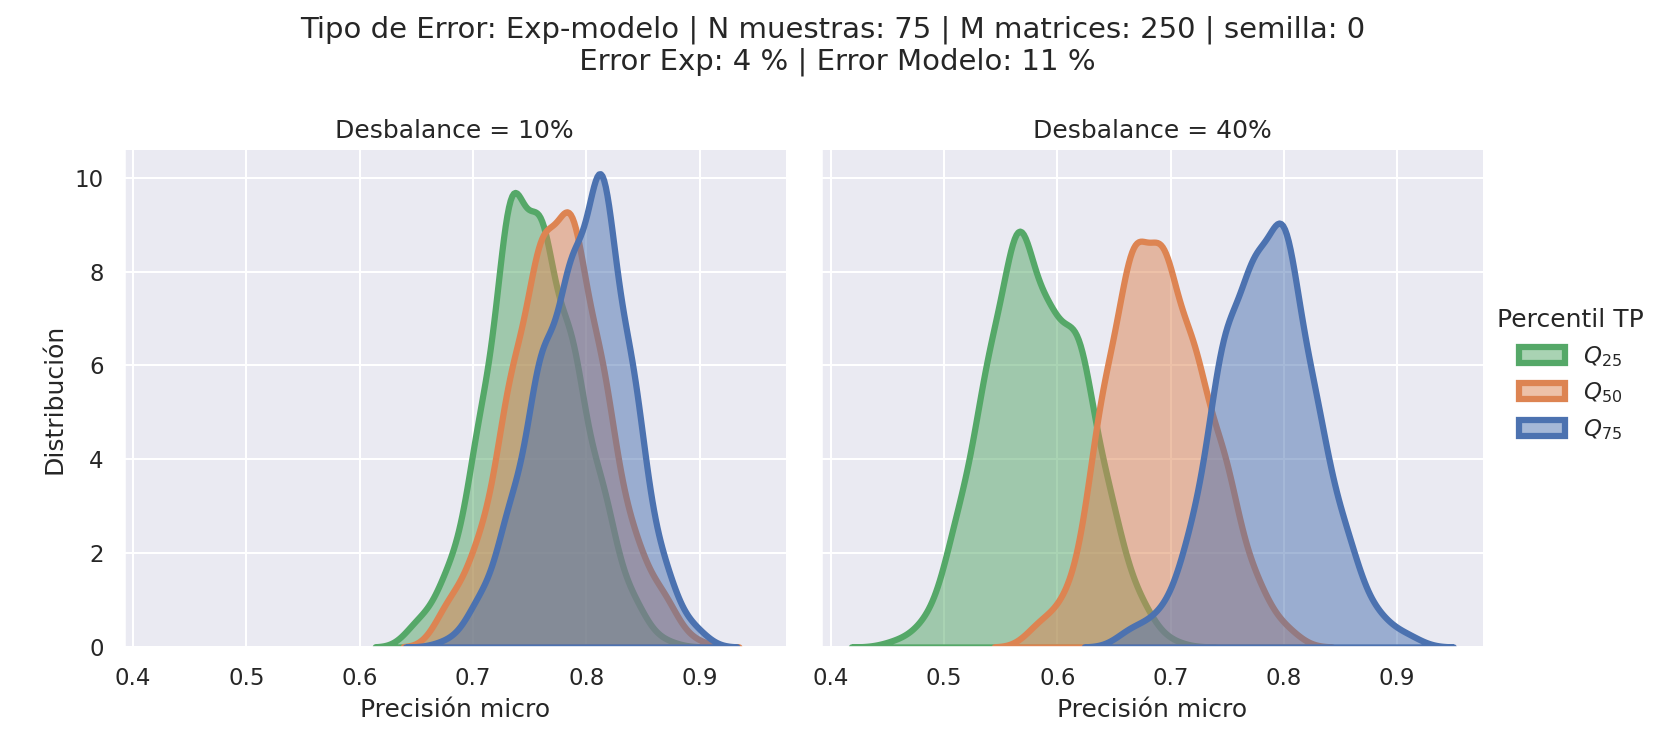 Tipo de Error: Exp-modelo | N muestras: 75 | M matrices: 250 | semilla: 0
Error Exp: 4 % | Error Modelo: 11 %
Desbalance = 10%
Desbalance = 40%
10
8
6
4
2
0
Distribución
0.4 0.5 0.6 0.7 0.8 0.9
0.4 0.5 0.6 0.7 0.8 0.9
Precisión micro
Precisión micro
Percentil TP
Q25
Q50
Q75